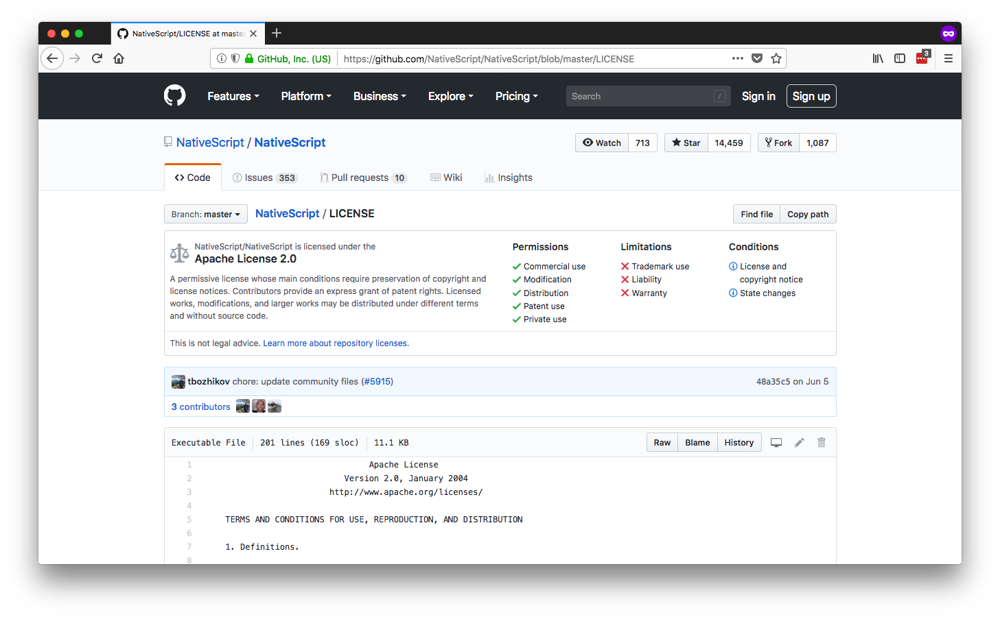 NativeScript/LICENSE at master
3
GitHub, Inc. (US) https://github.com/NativeScript/NativeScript/blob/master/LICENSE
Features Platform Business Explore Pricing Search / Sign in Sign up
NativeScript / NativeScript
Watch 713 Star 14,459 Fork 1,087
Code Issues 353 Pull requests 10 Wiki Insights
Branch: master NativeScript / LICENSE Find file Copy path
NativeScript/NativeScript is licensed under the
Apache License 2.0
A permissive license whose main conditions require preservation of copyright and
license notices. Contributors provide an express grant of patent rights. Licensed
works, modifications, and larger works may be distributed under different terms
and without source code.
Permissions
Commercial use
Modification
Distribution
Patent use
Private use
Limitations
Trademark use
Liability
Warranty
Conditions
License and
copyright notice
State changes
This is not legal advice. Learn more about repository licenses.
tbozhikov chore: update community files (#5915) 48a35c5 on Jun 5
3 contributors
Executable File 201 lines (169 sloc) 11.1 KB Raw Blame History
1 Apache License
2 Version 2.0, January 2004
3 http://www.apache.org/licenses/
4
5 TERMS AND CONDITIONS FOR USE, REPRODUCTION, AND DISTRIBUTION
6
7 1. Definitions.
8